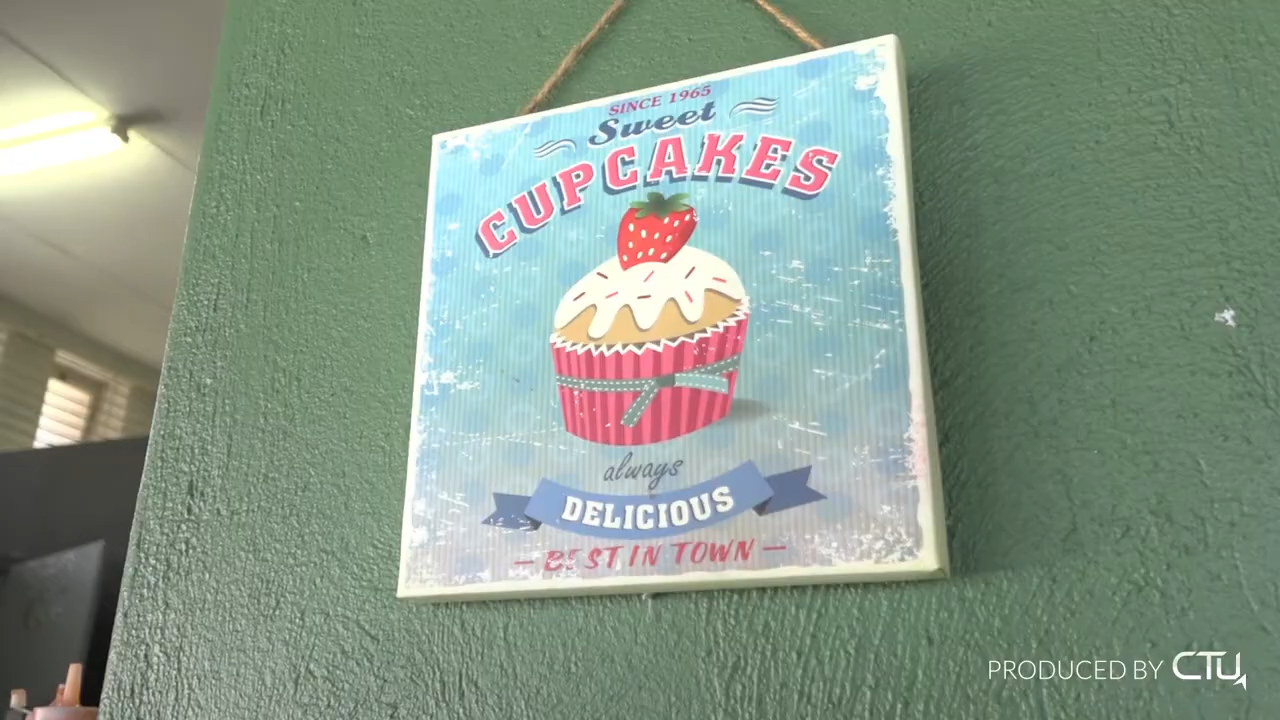 SINCE 1965
Sweet
CUPCAKES
always
DELICIOUS
– BEST IN TOWN –
PRODUCED BY CTU